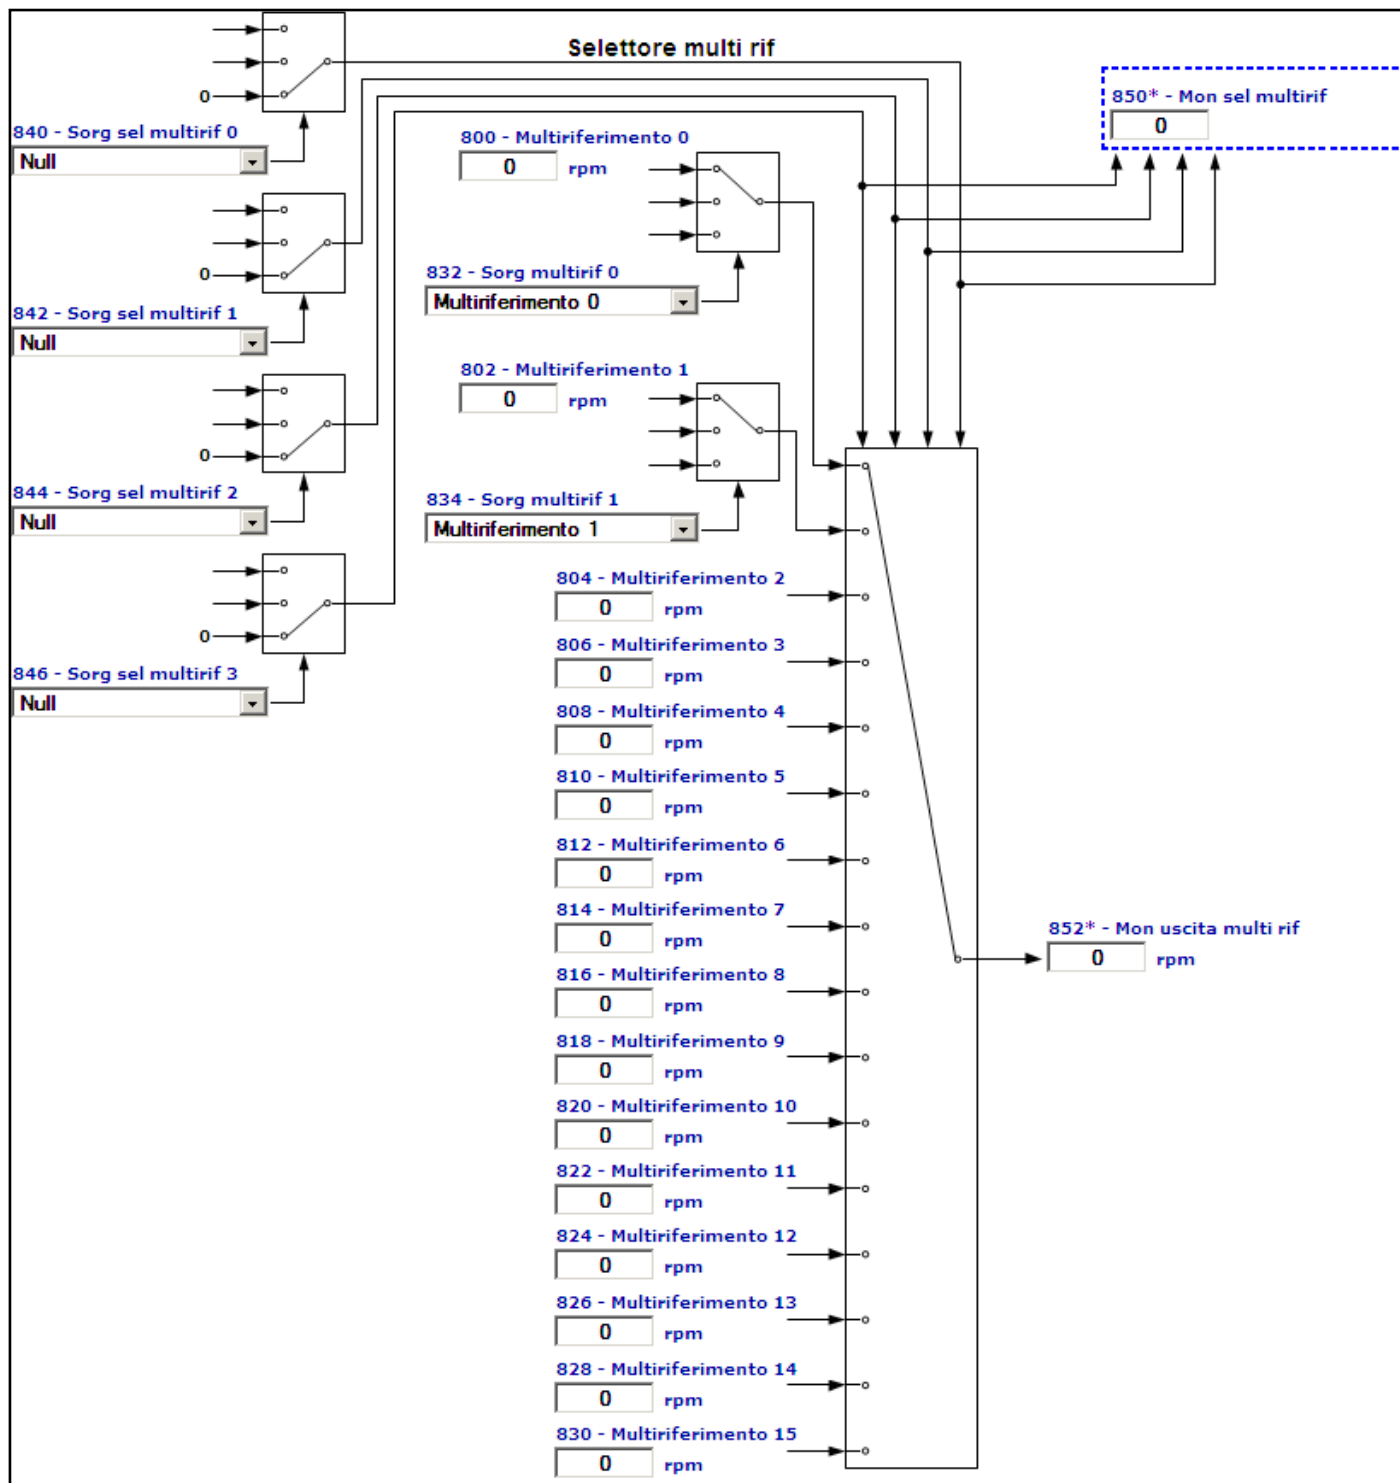 Selettore multi rif
0
840 - Sorg sel multirif 0
Null
0
842 - Sorg sel multirif 1
Null
0
844 - Sorg sel multirif 2
Null
0
846 - Sorg sel multirif 3
Null
800 - Multiriferimento 0
0 rpm
832 - Sorg multirif 0
Multiriferimento 0
802 - Multiriferimento 1
0 rpm
834 - Sorg multirif 1
Multiriferimento 1
804 - Multiriferimento 2
0 rpm
806 - Multiriferimento 3
0 rpm
808 - Multiriferimento 4
0 rpm
810 - Multiriferimento 5
0 rpm
812 - Multiriferimento 6
0 rpm
814 - Multiriferimento 7
0 rpm
816 - Multiriferimento 8
0 rpm
818 - Multiriferimento 9
0 rpm
820 - Multiriferimento 10
0 rpm
822 - Multiriferimento 11
0 rpm
824 - Multiriferimento 12
0 rpm
826 - Multiriferimento 13
0 rpm
828 - Multiriferimento 14
0 rpm
830 - Multiriferimento 15
0 rpm
850* - Mon sel multirif
0
852* - Mon uscita multi rif
0 rpm